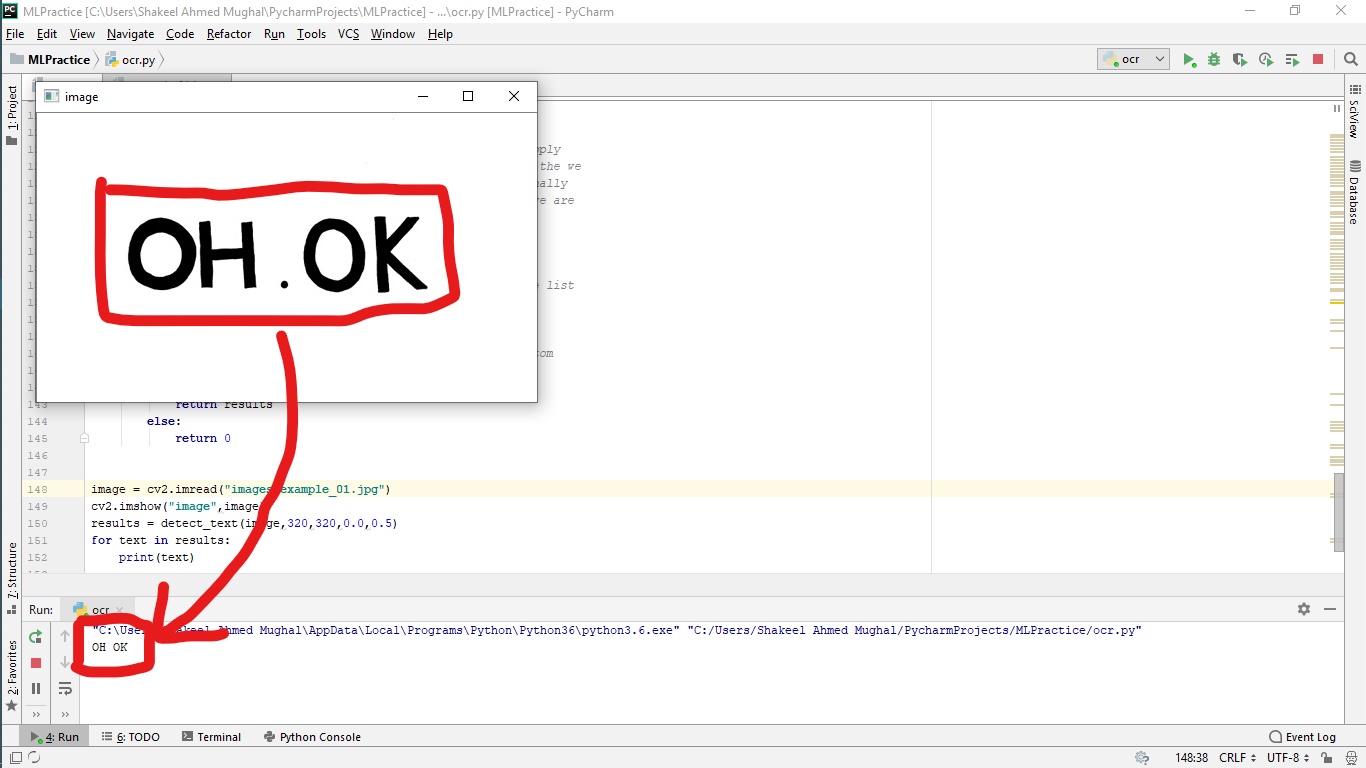 MLPractice [C:\Users\Shakeel Ahmed Mughal\PycharmProjects\MLPractice] - ...\ocr.py [MLPractice] - PyCharm
File Edit View Navigate Code Refactor Run Tools VCS Window Help
MLPractice ocr.py ocr
1: Project
image
OH.OK
the we
are
list
143 return results
144 else:
145 return 0
146
147
148 image = cv2.imread("images/example_01.jpg")
149 cv2.imshow("image",image)
150 results = detect_text(image,320,320,0.0,0.5)
151 for text in results:
152 print(text)
SciView
Database
Z: Structure
2: Favorites
Run: ocr
"C:\Users\Shakeel Ahmed Mughal\AppData\Local\Programs\Python\Python36\python3.6.exe" "C:/Users/Shakeel Ahmed Mughal/PycharmProjects/MLPractice/ocr.py"
OH OK
4: Run 6: TODO Terminal Python Console Event Log
148:38 CRLF UTF-8